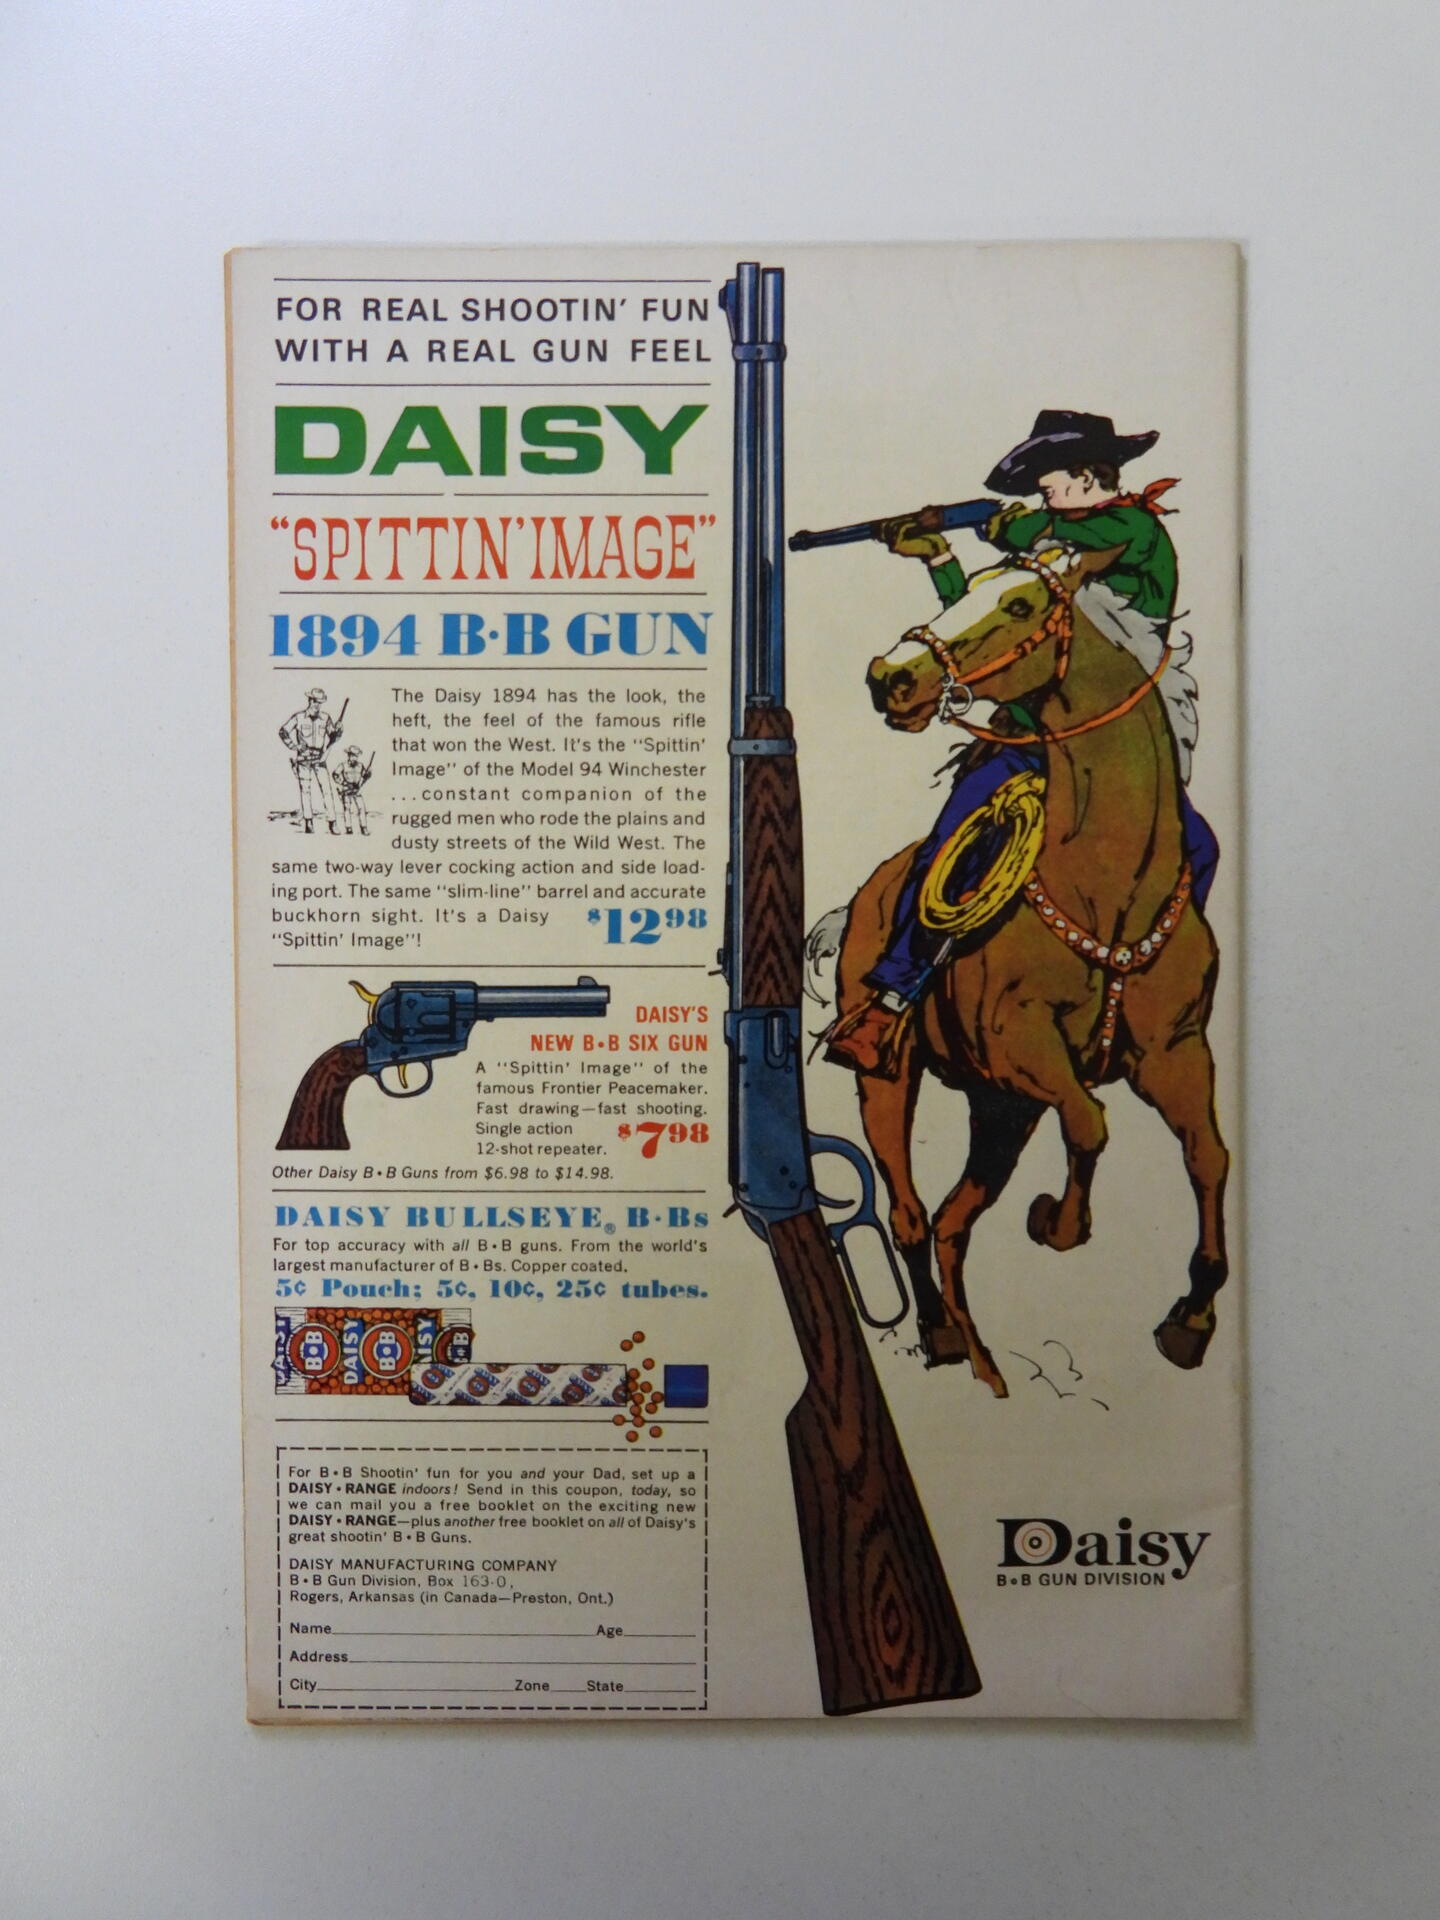 FOR REAL SHOOTIN' FUN
WITH A REAL GUN FEEL
DAISY
"SPITTIN' IMAGE"
1894 B•B GUN
The Daisy 1894 has the look, the
heft, the feel of the famous rifle
that won the West. It's the "Spittin'
Image" of the Model 94 Winchester
...constant companion of the
rugged men who rode the plains and
dusty streets of the Wild West. The
same two-way lever cocking action and side load-
ing port. The same "slim-line" barrel and accurate
buckhorn sight. It's a Daisy
"Spittin' Image"!
$12.98
DAISY'S
NEW B•B SIX GUN
A "Spittin' Image" of the
famous Frontier Peacemaker.
Fast drawing—fast shooting.
Single action
12-shot repeater.
$7.98
Other Daisy B•B Guns from $6.98 to $14.98.
DAISY BULLSEYE® B•Bs
For top accuracy with all B•B guns. From the world's
largest manufacturer of B•Bs. Copper coated.
5¢ Pouch; 5¢, 10¢, 25¢ tubes.
DAISY B•B DAISY B•B DAISY B•B
For B•B Shootin' fun for you and your Dad, set up a
DAISY•RANGE indoors! Send in this coupon, today, so
we can mail you a free booklet on the exciting new
DAISY•RANGE—plus another free booklet on all of Daisy's
great shootin' B•B Guns.
DAISY MANUFACTURING COMPANY
B•B Gun Division, Box 163-0,
Rogers, Arkansas (in Canada—Preston, Ont.)
Name Age
Address
City Zone State
Daisy
B•B GUN DIVISION